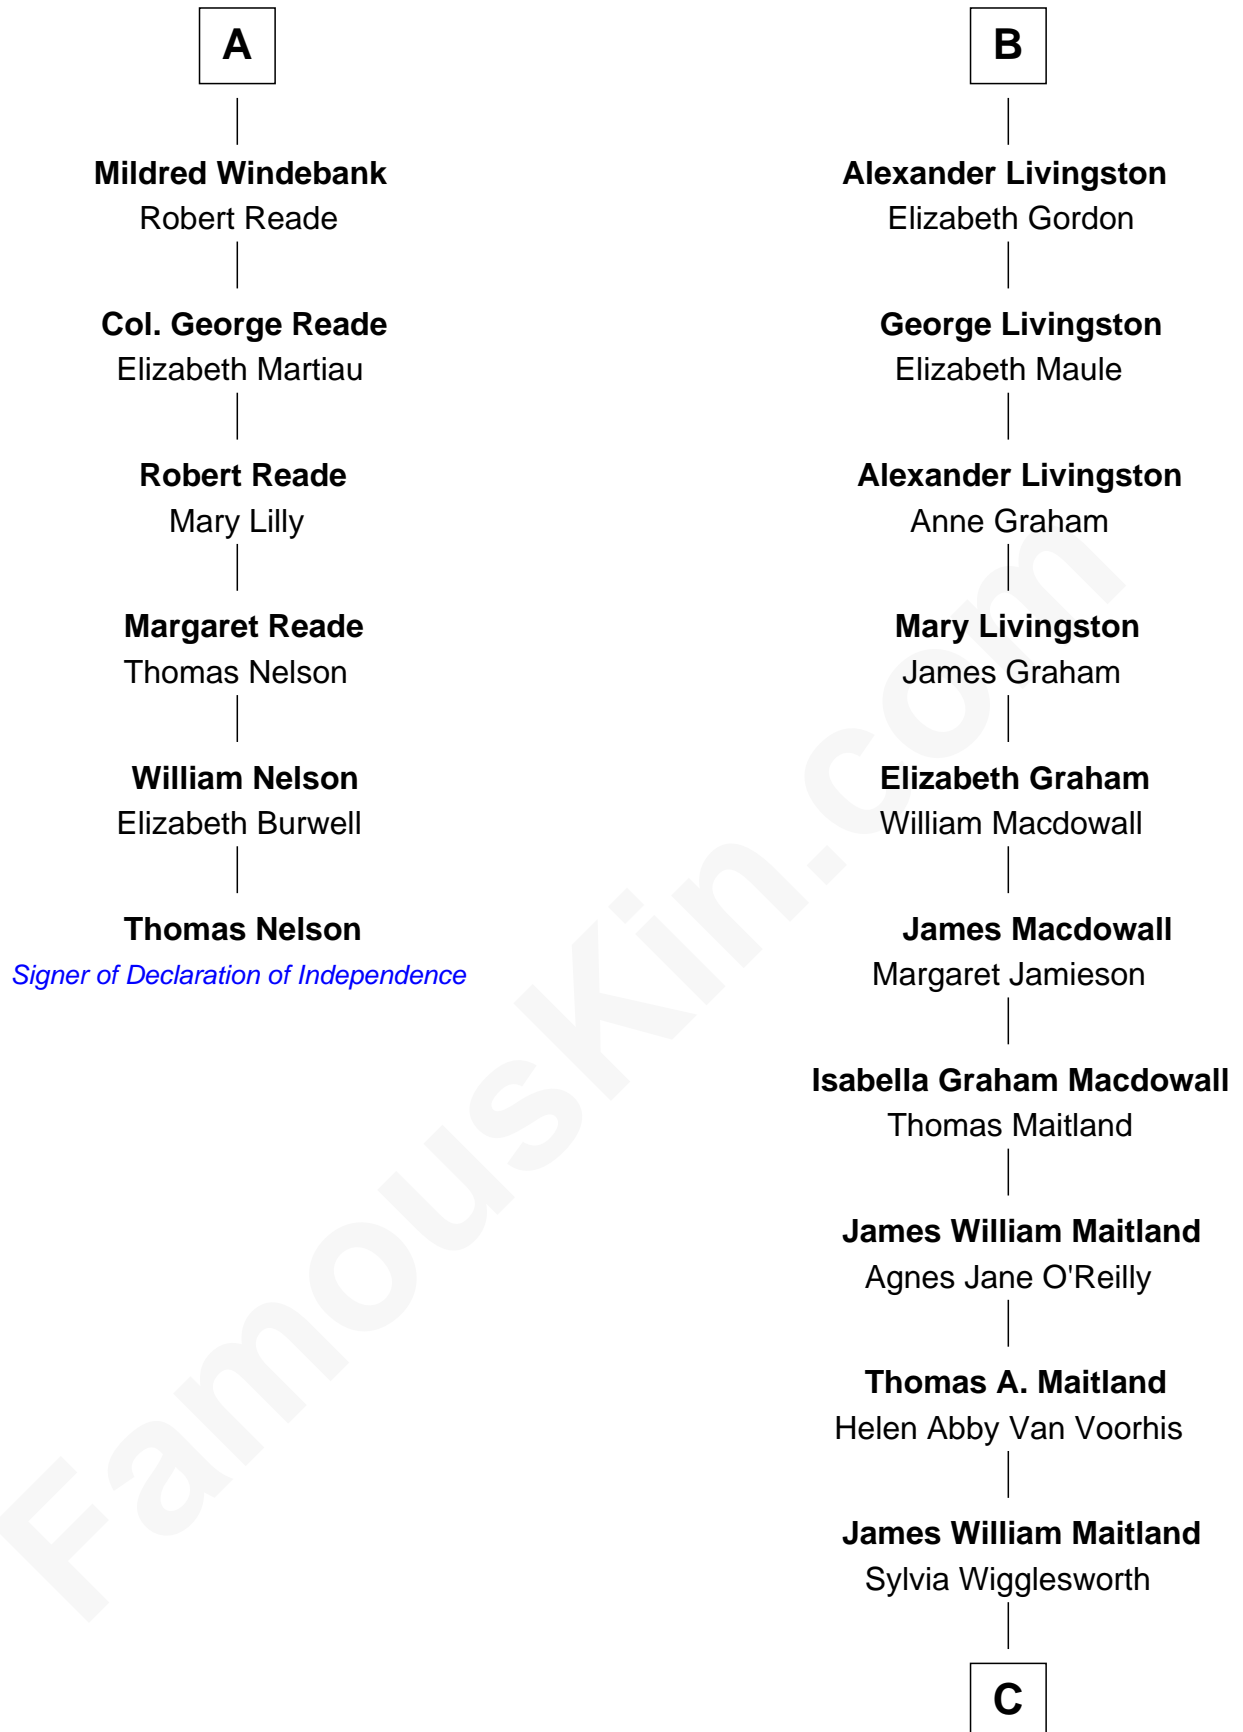 A
Mildred Windebank
Robert Reade
Col. George Reade
Elizabeth Martiau
Robert Reade
Mary Lilly
Margaret Reade
Thomas Nelson
William Nelson
Elizabeth Burwell
Thomas Nelson
Signer of Declaration of Independence
B
Alexander Livingston
Elizabeth Gordon
George Livingston
Elizabeth Maule
Alexander Livingston
Anne Graham
Mary Livingston
James Graham
Elizabeth Graham
William Macdowall
James Macdowall
Margaret Jamieson
Isabella Graham Macdowall
Thomas Maitland
James William Maitland
Agnes Jane O'Reilly
Thomas A. Maitland
Helen Abby Van Voorhis
James William Maitland
Sylvia Wigglesworth
C
FamousKin.com